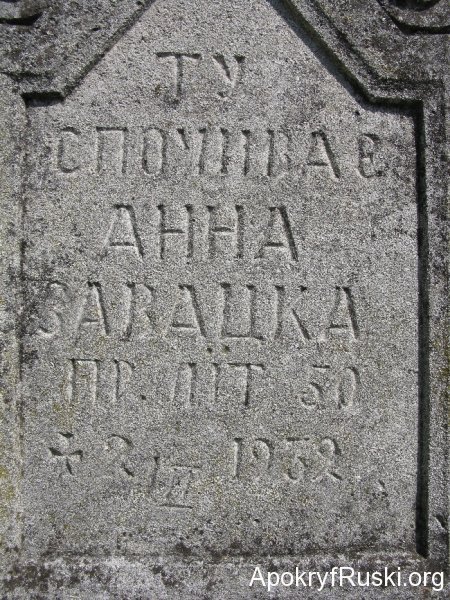 ТУ
СПОЧИВАЄ
АННА
ЗАВАЦКА
ПР. ЛІТ 50
+ 2/II. 1932.
ApokryfRuski.org